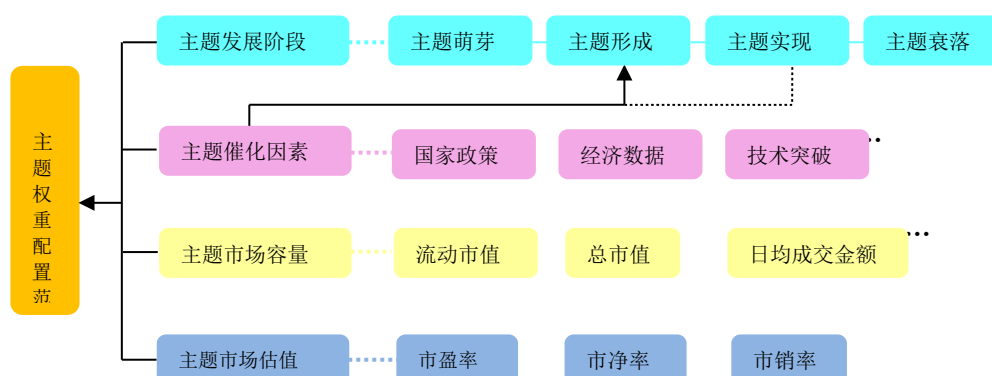 主题发展阶段 主题萌芽 主题形成 主题实现 主题衰落
主题权重配置范
主题催化因素 国家政策 经济数据 技术突破 …
主题市场容量 流动市值 总市值 日均成交金额 …
主题市场估值 市盈率 市净率 市销率